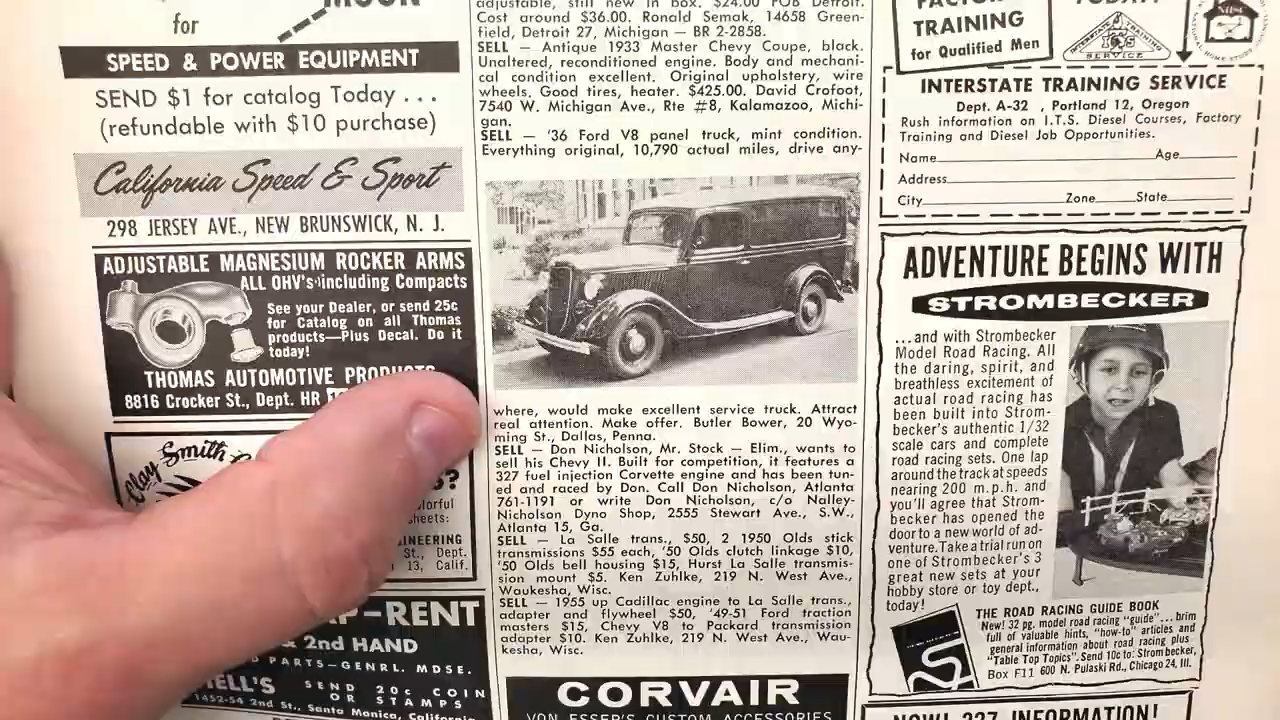 for
SPEED & POWER EQUIPMENT
SEND $1 for catalog Today . . .
(refundable with $10 purchase)
California Speed & Sport
298 JERSEY AVE., NEW BRUNSWICK, N. J.
ADJUSTABLE MAGNESIUM ROCKER ARMS
ALL OHV's including Compacts
See your Dealer, or send 25c
for Catalog on all Thomas
products—Plus Decal. Do it
today!
THOMAS AUTOMOTIVE PRODUCTS
8816 Crocker St., Dept. HR
Clay Smith
?
St., Dept.
13, Calif.
-RENT
& 2nd HAND
PARTS—GENRL. MDSE.
SEND 20c COIN
OR STAMPS
1452-54 2nd St., Santa Monica, California
adjustable, still new in box. $24.00 FOB Detroit.
Cost around $36.00. Ronald Semak, 14658 Green-
field, Detroit 27, Michigan — BR 2-2858.
SELL — Antique 1933 Master Chevy Coupe, black.
Unaltered, reconditioned engine. Body and mechani-
cal condition excellent. Original upholstery, wire
wheels. Good tires, heater. $425.00. David Crofoot,
7540 W. Michigan Ave., Rte #8, Kalamazoo, Michi-
gan.
SELL — '36 Ford V8 panel truck, mint condition.
Everything original, 10,790 actual miles, drive any-
where, would make excellent service truck. Attract
real attention. Make offer. Butler Bower, 20 Wyo-
ming St., Dallas, Penna.
SELL — Don Nicholson, Mr. Stock — Elim., wants to
sell his Chevy II. Built for competition, it features a
327 fuel injection Corvette engine and has been tun-
ed and raced by Don. Call Don Nicholson, Atlanta
761-1191 or write Don Nicholson, c/o Nalley-
Nicholson Dyno Shop, 2555 Stewart Ave., S.W.,
Atlanta 15, Ga.
SELL — La Salle trans., $50, 2 1950 Olds stick
transmissions $55 each, '50 Olds clutch linkage $10,
'50 Olds bell housing $15, Hurst La Salle transmis-
sion mount $5. Ken Zuhlke, 219 N. West Ave.,
Waukesha, Wisc.
SELL — 1955 up Cadillac engine to La Salle trans.,
adapter and flywheel $50, '49-51 Ford traction
masters $15, Chevy V8 to Packard transmission
adapter $10. Ken Zuhlke, 219 N. West Ave., Wau-
kesha, Wisc.
CORVAIR
VON ESSER'S CUSTOM ACCESSORIES
TRAINING
for Qualified Men
SERVICE
INTERSTATE TRAINING SERVICE
Dept. A-32 , Portland 12, Oregon
Rush information on I.T.S. Diesel Courses, Factory
Training and Diesel Job Opportunities.
Name Age
Address
City Zone State
ADVENTURE BEGINS WITH
STROMBECKER
...and with Strombecker
Model Road Racing. All
the daring, spirit, and
breathless excitement of
actual road racing has
been built into Strom-
becker's authentic 1/32
scale cars and complete
road racing sets. One lap
around the track at speeds
nearing 200 m.p.h. and
you'll agree that Strom-
becker has opened the
door to a new world of ad-
venture. Take a trial run on
one of Strombecker's 3
great new sets at your
hobby store or toy dept.,
today!
THE ROAD RACING GUIDE BOOK
New! 32 pg. model road racing "guide"... brim
full of valuable hints, "how-to" articles and
general information about road racing plus
"Table Top Topics". Send 10c to: Strombecker,
Box F11 600 N. Pulaski Rd., Chicago 24, Ill.
NOW! 327 INFORMATION!